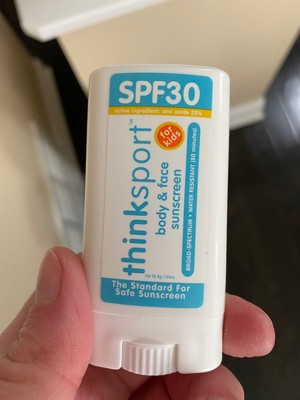 SPF30
active ingredient: zinc oxide 20%
thinksport™
for
kids
body & face
sunscreen
BROAD-SPECTRUM • WATER RESISTANT (80 minutes)
The Standard For
Safe Sunscreen